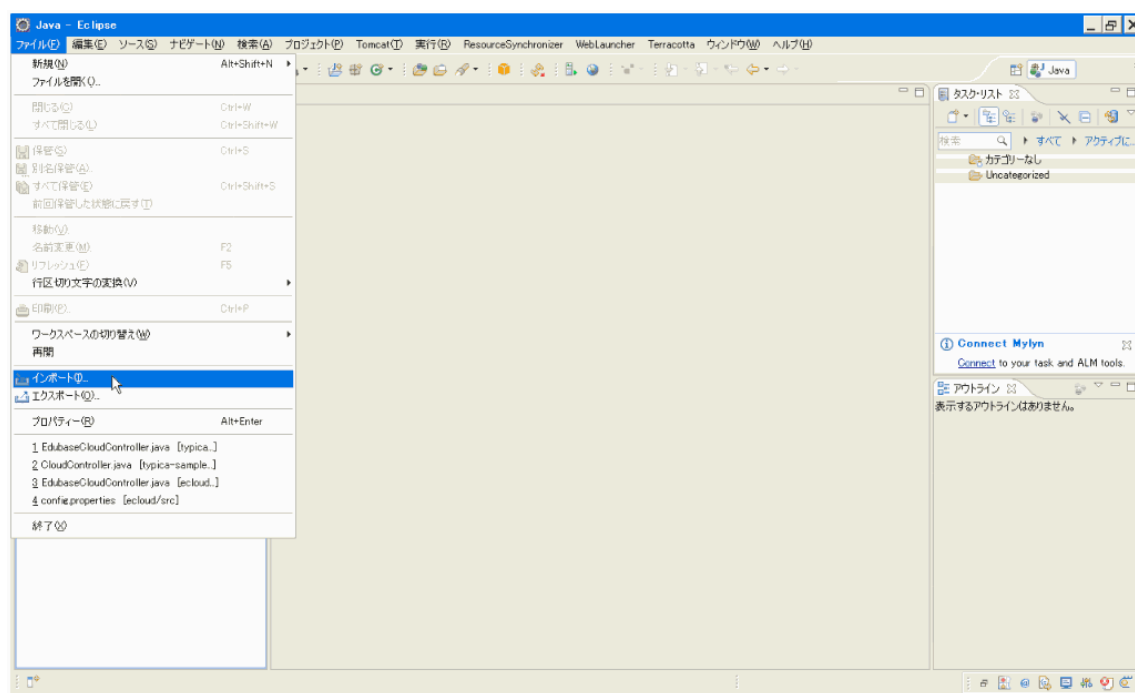 Java - Eclipse
ファイル(F) 編集(E) ソース(S) ナビゲート(N) 検索(A) プロジェクト(P) Tomcat(T) 実行(R) ResourceSynchronizer WebLauncher Terracotta ウィンドウ(W) ヘルプ(H)
新規(N) Alt+Shift+N
ファイルを開く(.)...
Java
閉じる(C) Ctrl+W
すべて閉じる(L) Ctrl+Shift+W
保管(S) Ctrl+S
別名保管(A)...
すべて保管(E) Ctrl+Shift+S
前回保管した状態に戻す(T)
移動(V)...
名前変更(M)... F2
リフレッシュ(F) F5
行区切り文字の変換(V)
印刷(P)... Ctrl+P
ワークスペースの切り替え(W)
再開
インポート(I)...
エクスポート(O)...
プロパティー(R) Alt+Enter
1 EdubaseCloudController.java [typica..]
2 CloudController.java [typica-sample..]
3 EdubaseCloudController.java [ecloud..]
4 config.properties [ecloud/src]
終了(X)
タスク・リスト
検索 すべて アクティブに...
カテゴリーなし
Uncategorized
Connect Mylyn
Connect to your task and ALM tools.
アウトライン
表示するアウトラインはありません。